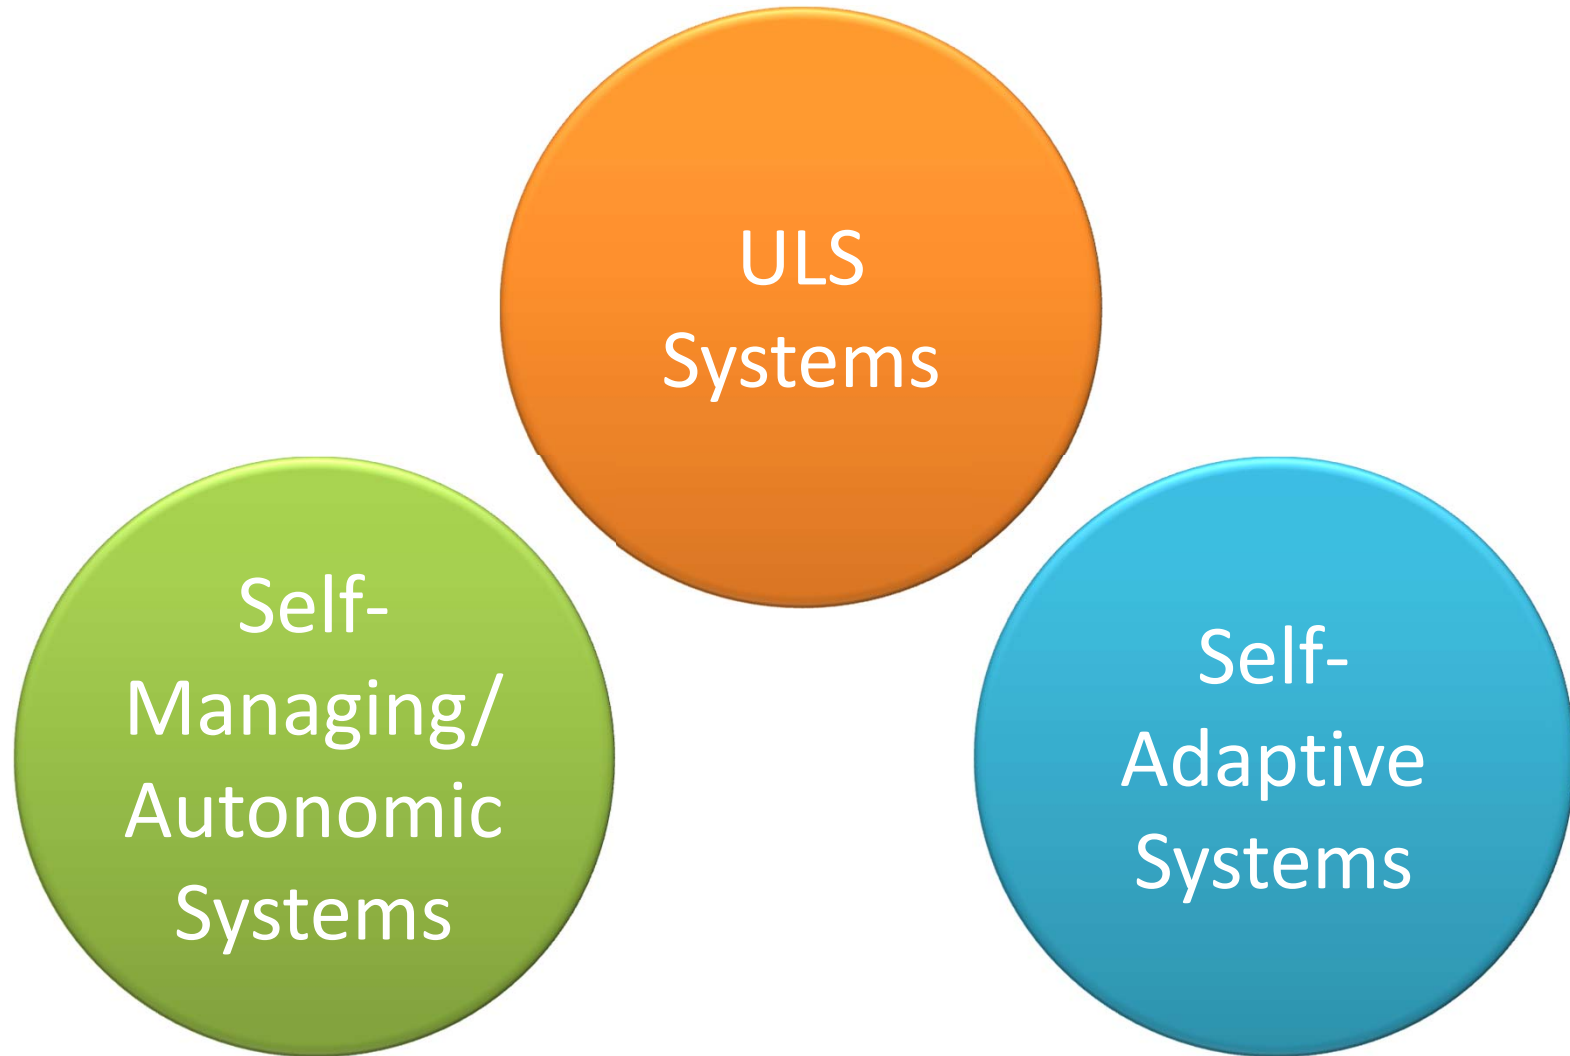 ULS
Systems
Self-
Managing/
Autonomic
Systems
Self-
Adaptive
Systems